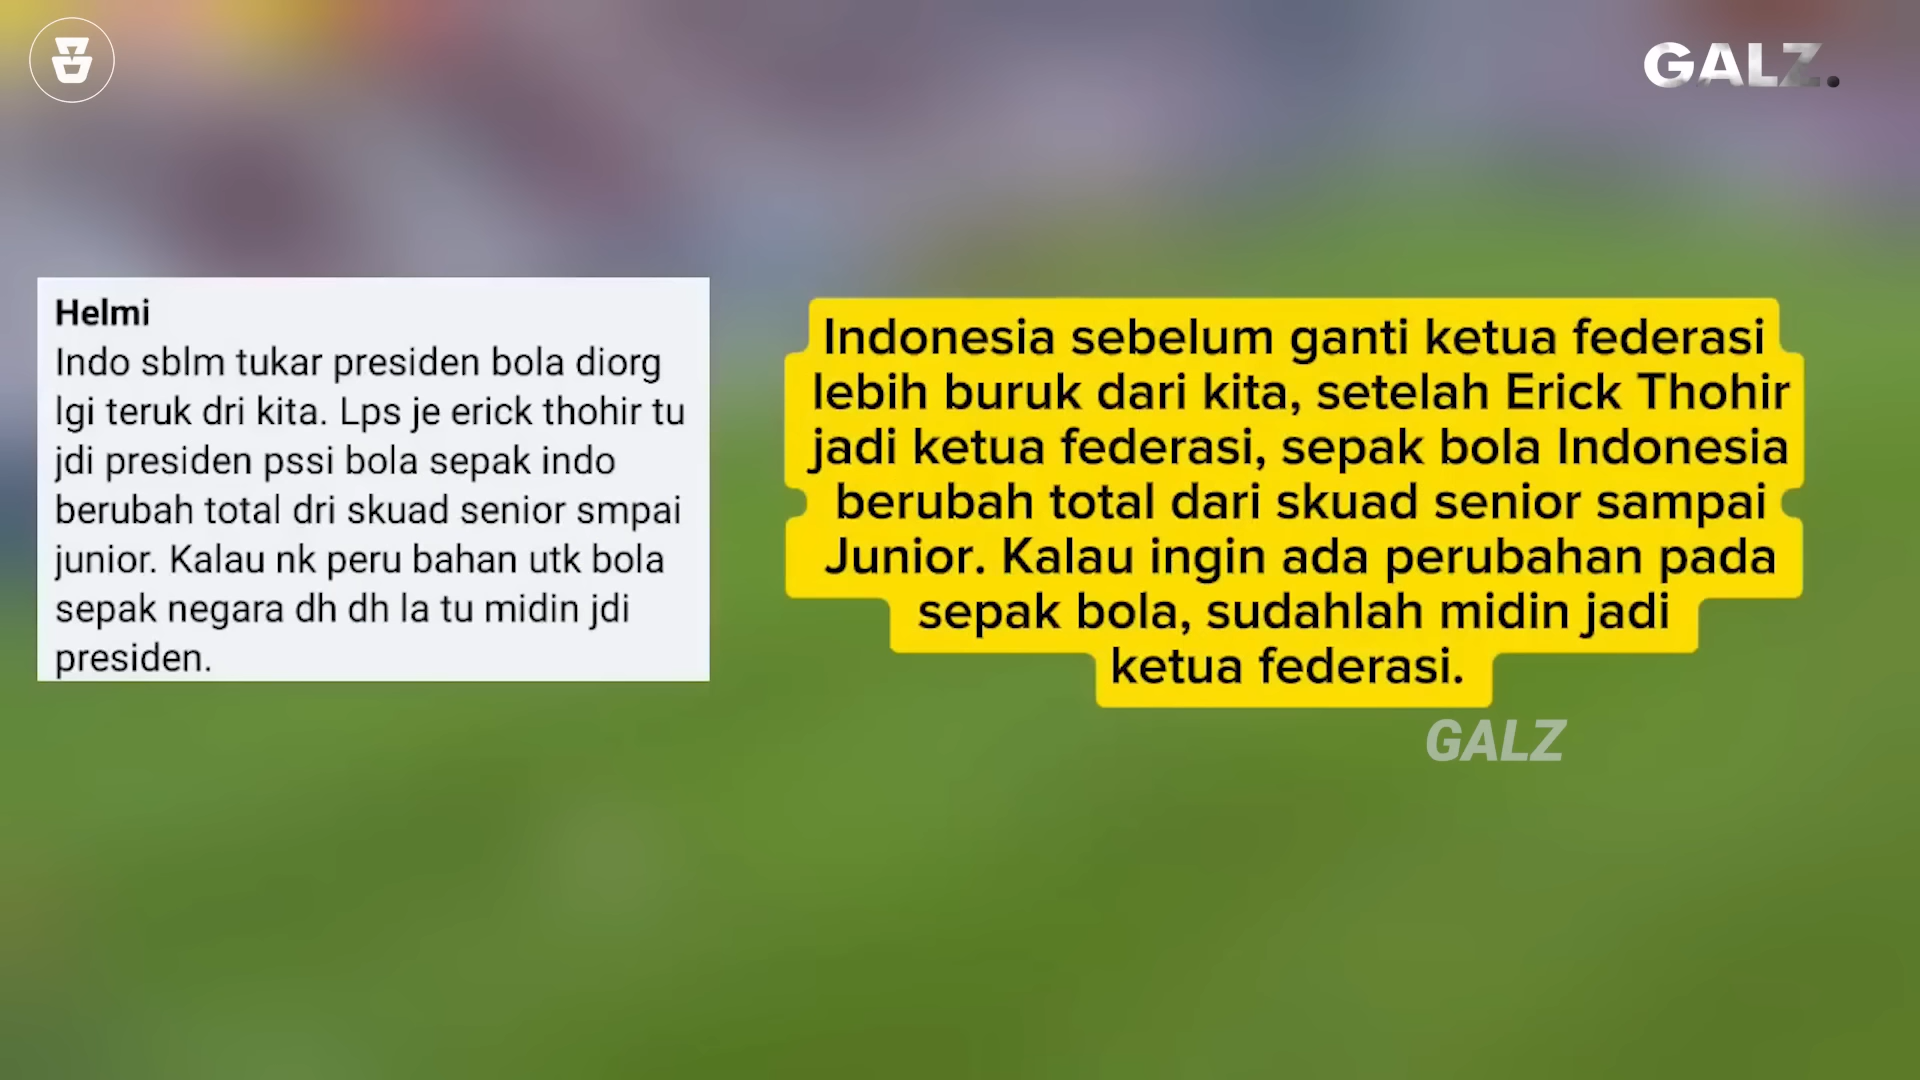 GALZ.
Helmi
Indo sblm tukar presiden bola diorg
lgi teruk dri kita. Lps je erick thohir tu
jdi presiden pssi bola sepak indo
berubah total dri skuad senior smpai
junior. Kalau nk peru bahan utk bola
sepak negara dh dh la tu midin jdi
presiden.
Indonesia sebelum ganti ketua federasi
lebih buruk dari kita, setelah Erick Thohir
jadi ketua federasi, sepak bola Indonesia
berubah total dari skuad senior sampai
Junior. Kalau ingin ada perubahan pada
sepak bola, sudahlah midin jadi
ketua federasi.
GALZ